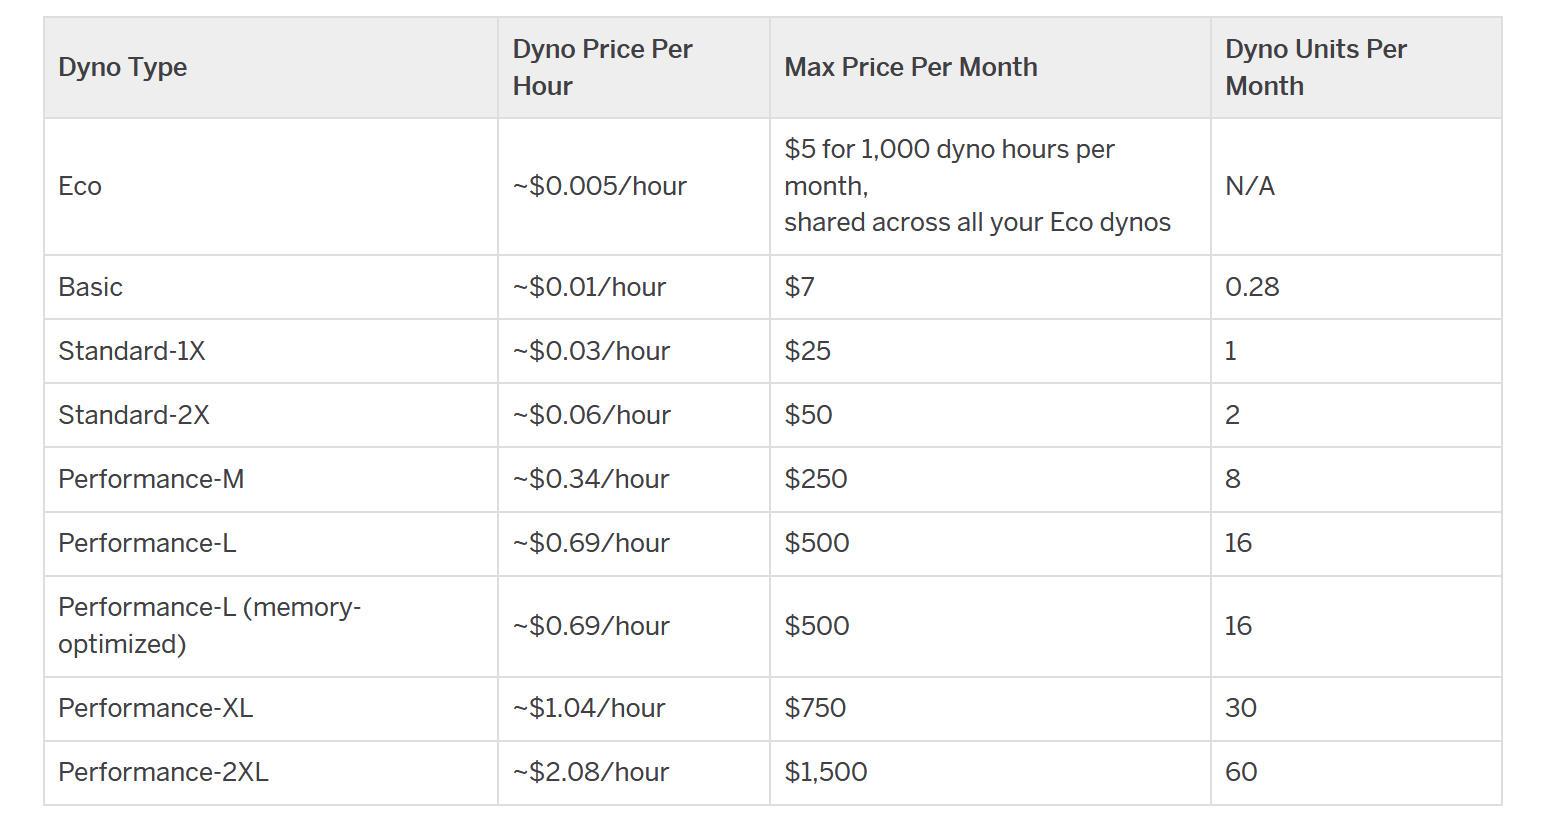 Dyno Type
Dyno Price Per
Hour
Max Price Per Month
Dyno Units Per
Month
Eco
~$0.005/hour
$5 for 1,000 dyno hours per
month,
shared across all your Eco dynos
N/A
Basic
~$0.01/hour
$7
0.28
Standard-1X
~$0.03/hour
$25
1
Standard-2X
~$0.06/hour
$50
2
Performance-M
~$0.34/hour
$250
8
Performance-L
~$0.69/hour
$500
16
Performance-L (memory-
optimized)
~$0.69/hour
$500
16
Performance-XL
~$1.04/hour
$750
30
Performance-2XL
~$2.08/hour
$1,500
60